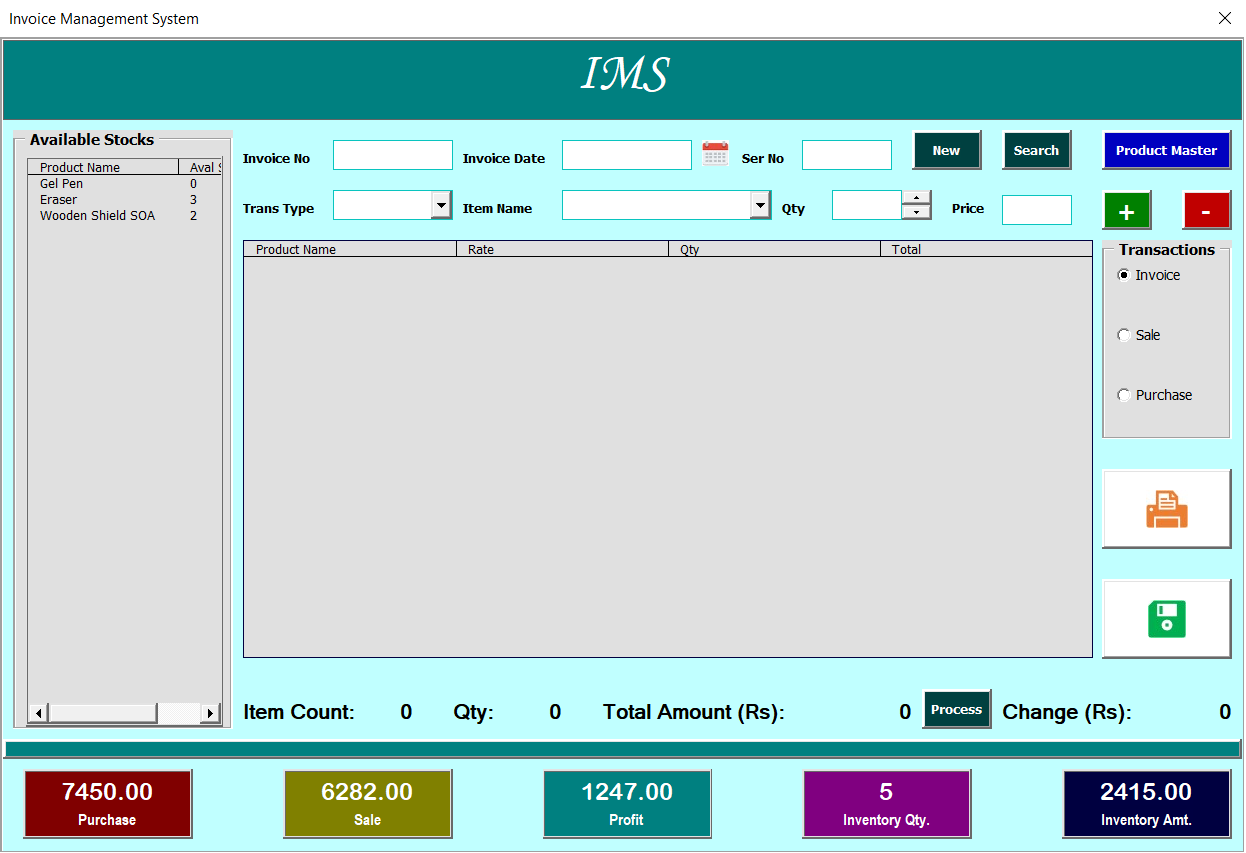 Invoice Management System
IMS
Available Stocks
Product Name Aval
Gel Pen 0
Eraser 3
Wooden Shield SOA 2
Invoice No Invoice Date Ser No New Search Product Master
Trans Type Item Name Qty Price + -
Product Name Rate Qty Total
Transactions
Invoice
Sale
Purchase
Item Count: 0 Qty: 0 Total Amount (Rs): 0 Process Change (Rs): 0
7450.00 6282.00 1247.00 5 2415.00
Purchase Sale Profit Inventory Qty. Inventory Amt.